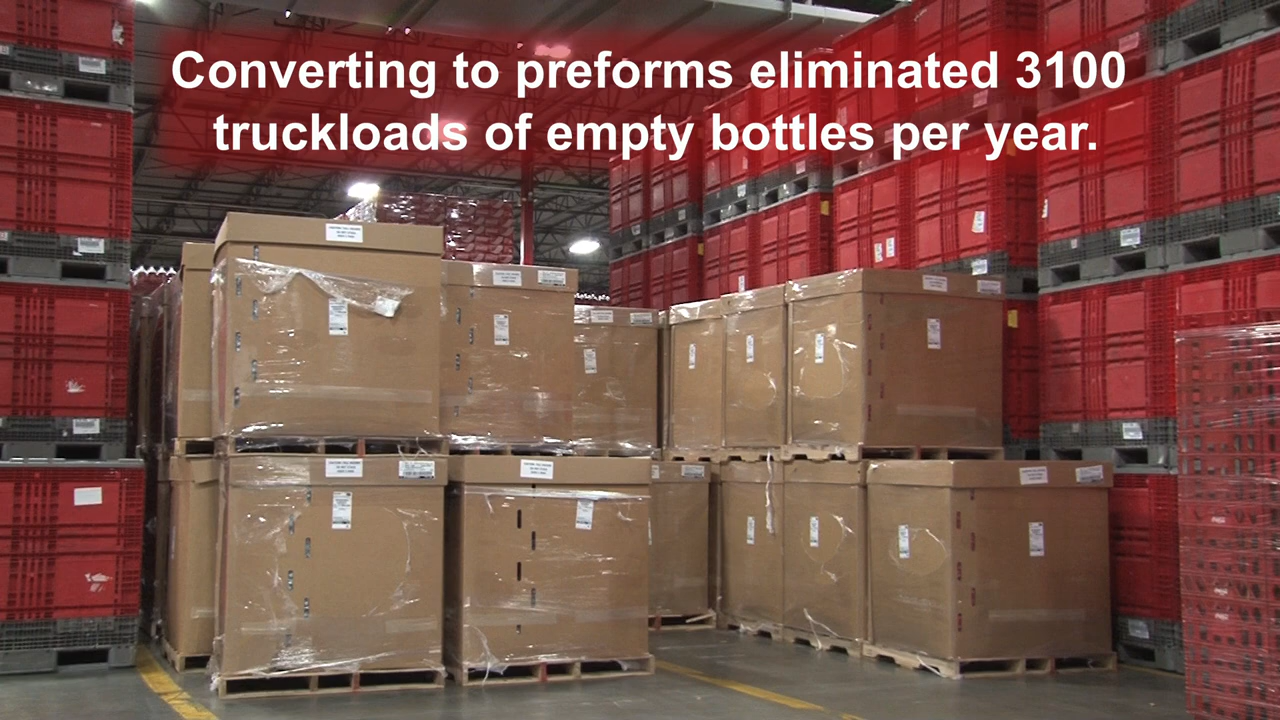 Converting to preforms eliminated 3100
truckloads of empty bottles per year.